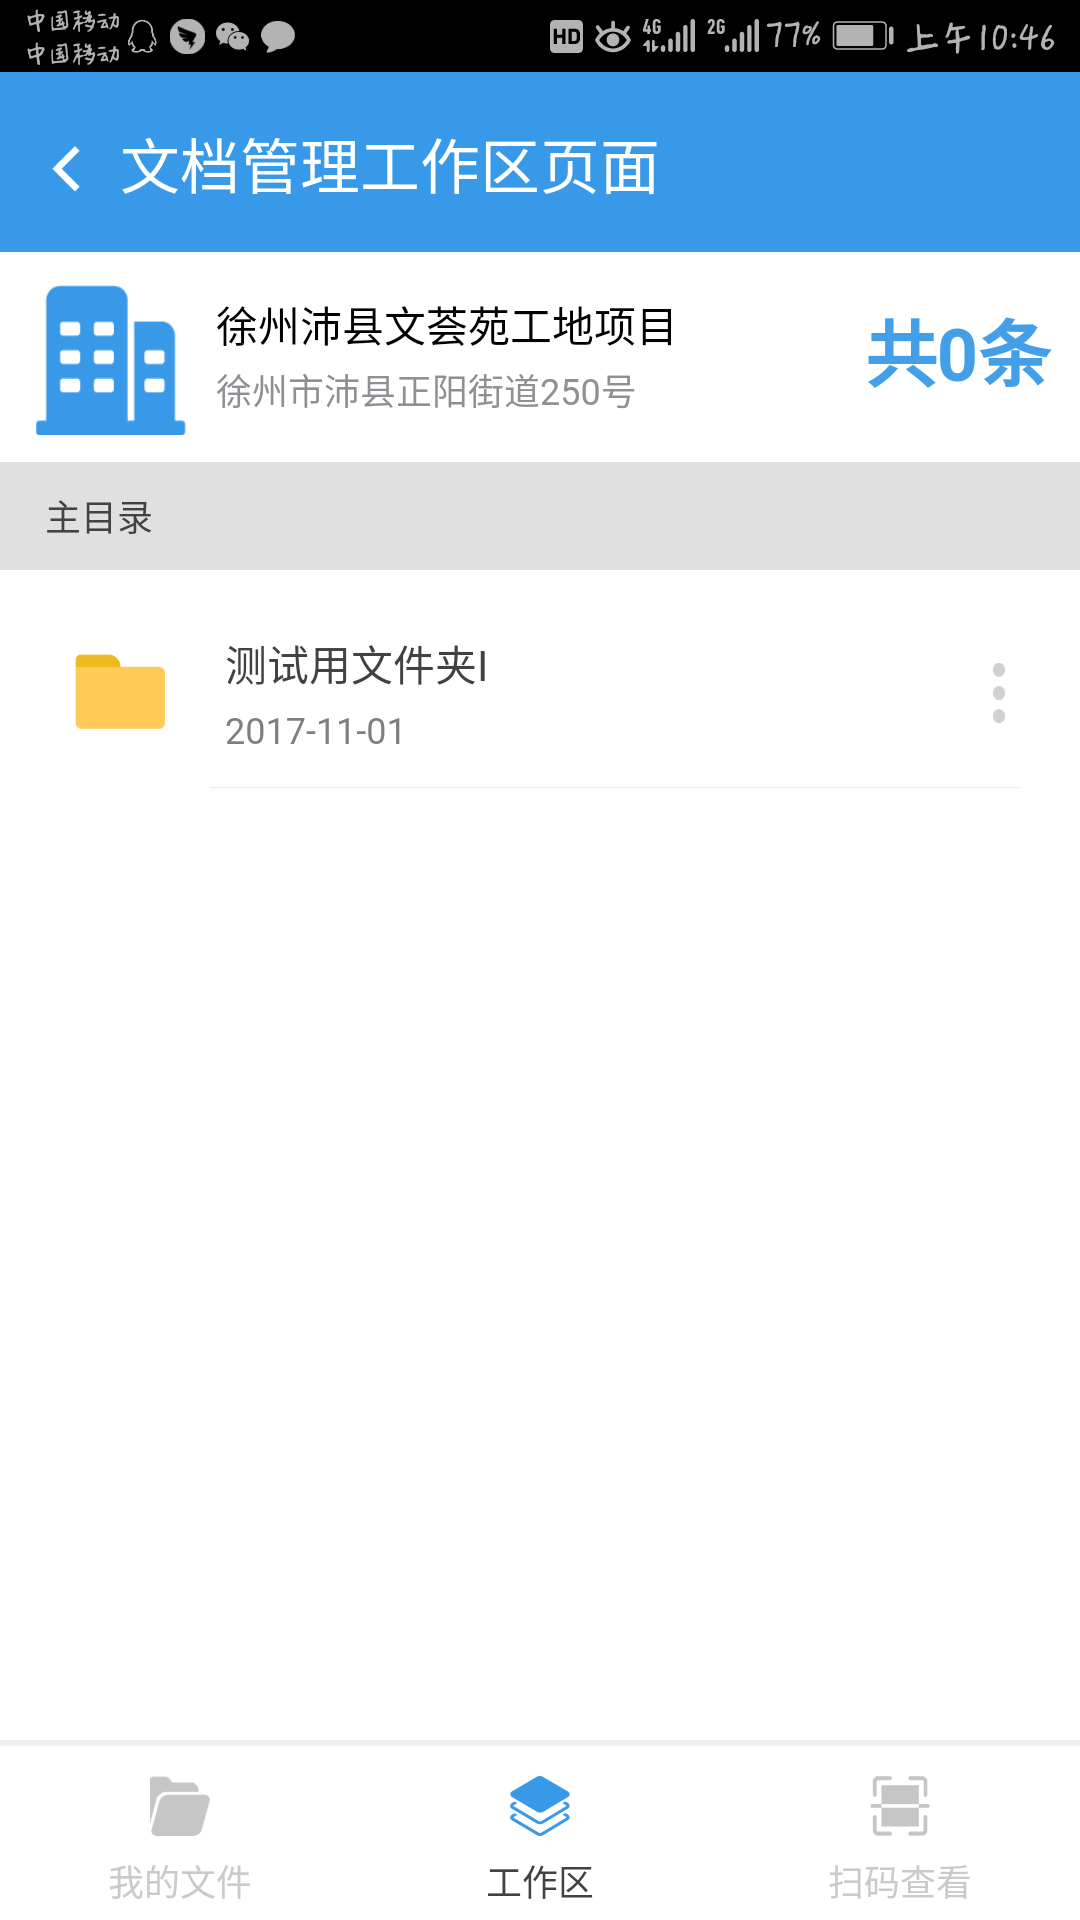 中国移动
中国移动
HD 4G 2G 77% 上午10:46
文档管理工作区页面
徐州沛县文荟苑工地项目
徐州市沛县正阳街道250号
共0条
主目录
测试用文件夹I
2017-11-01
我的文件 工作区 扫码查看